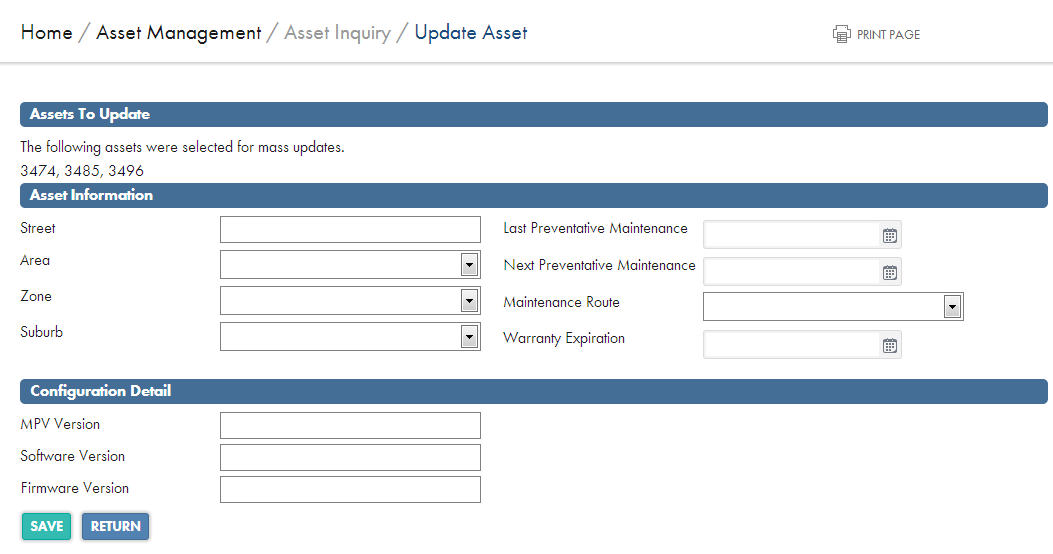 Home / Asset Management / Asset Inquiry / Update Asset
PRINT PAGE
Assets To Update
The following assets were selected for mass updates.
3474, 3485, 3496
Asset Information
Street
Area
Zone
Suburb
Last Preventative Maintenance
Next Preventative Maintenance
Maintenance Route
Warranty Expiration
Configuration Detail
MPV Version
Software Version
Firmware Version
SAVE RETURN